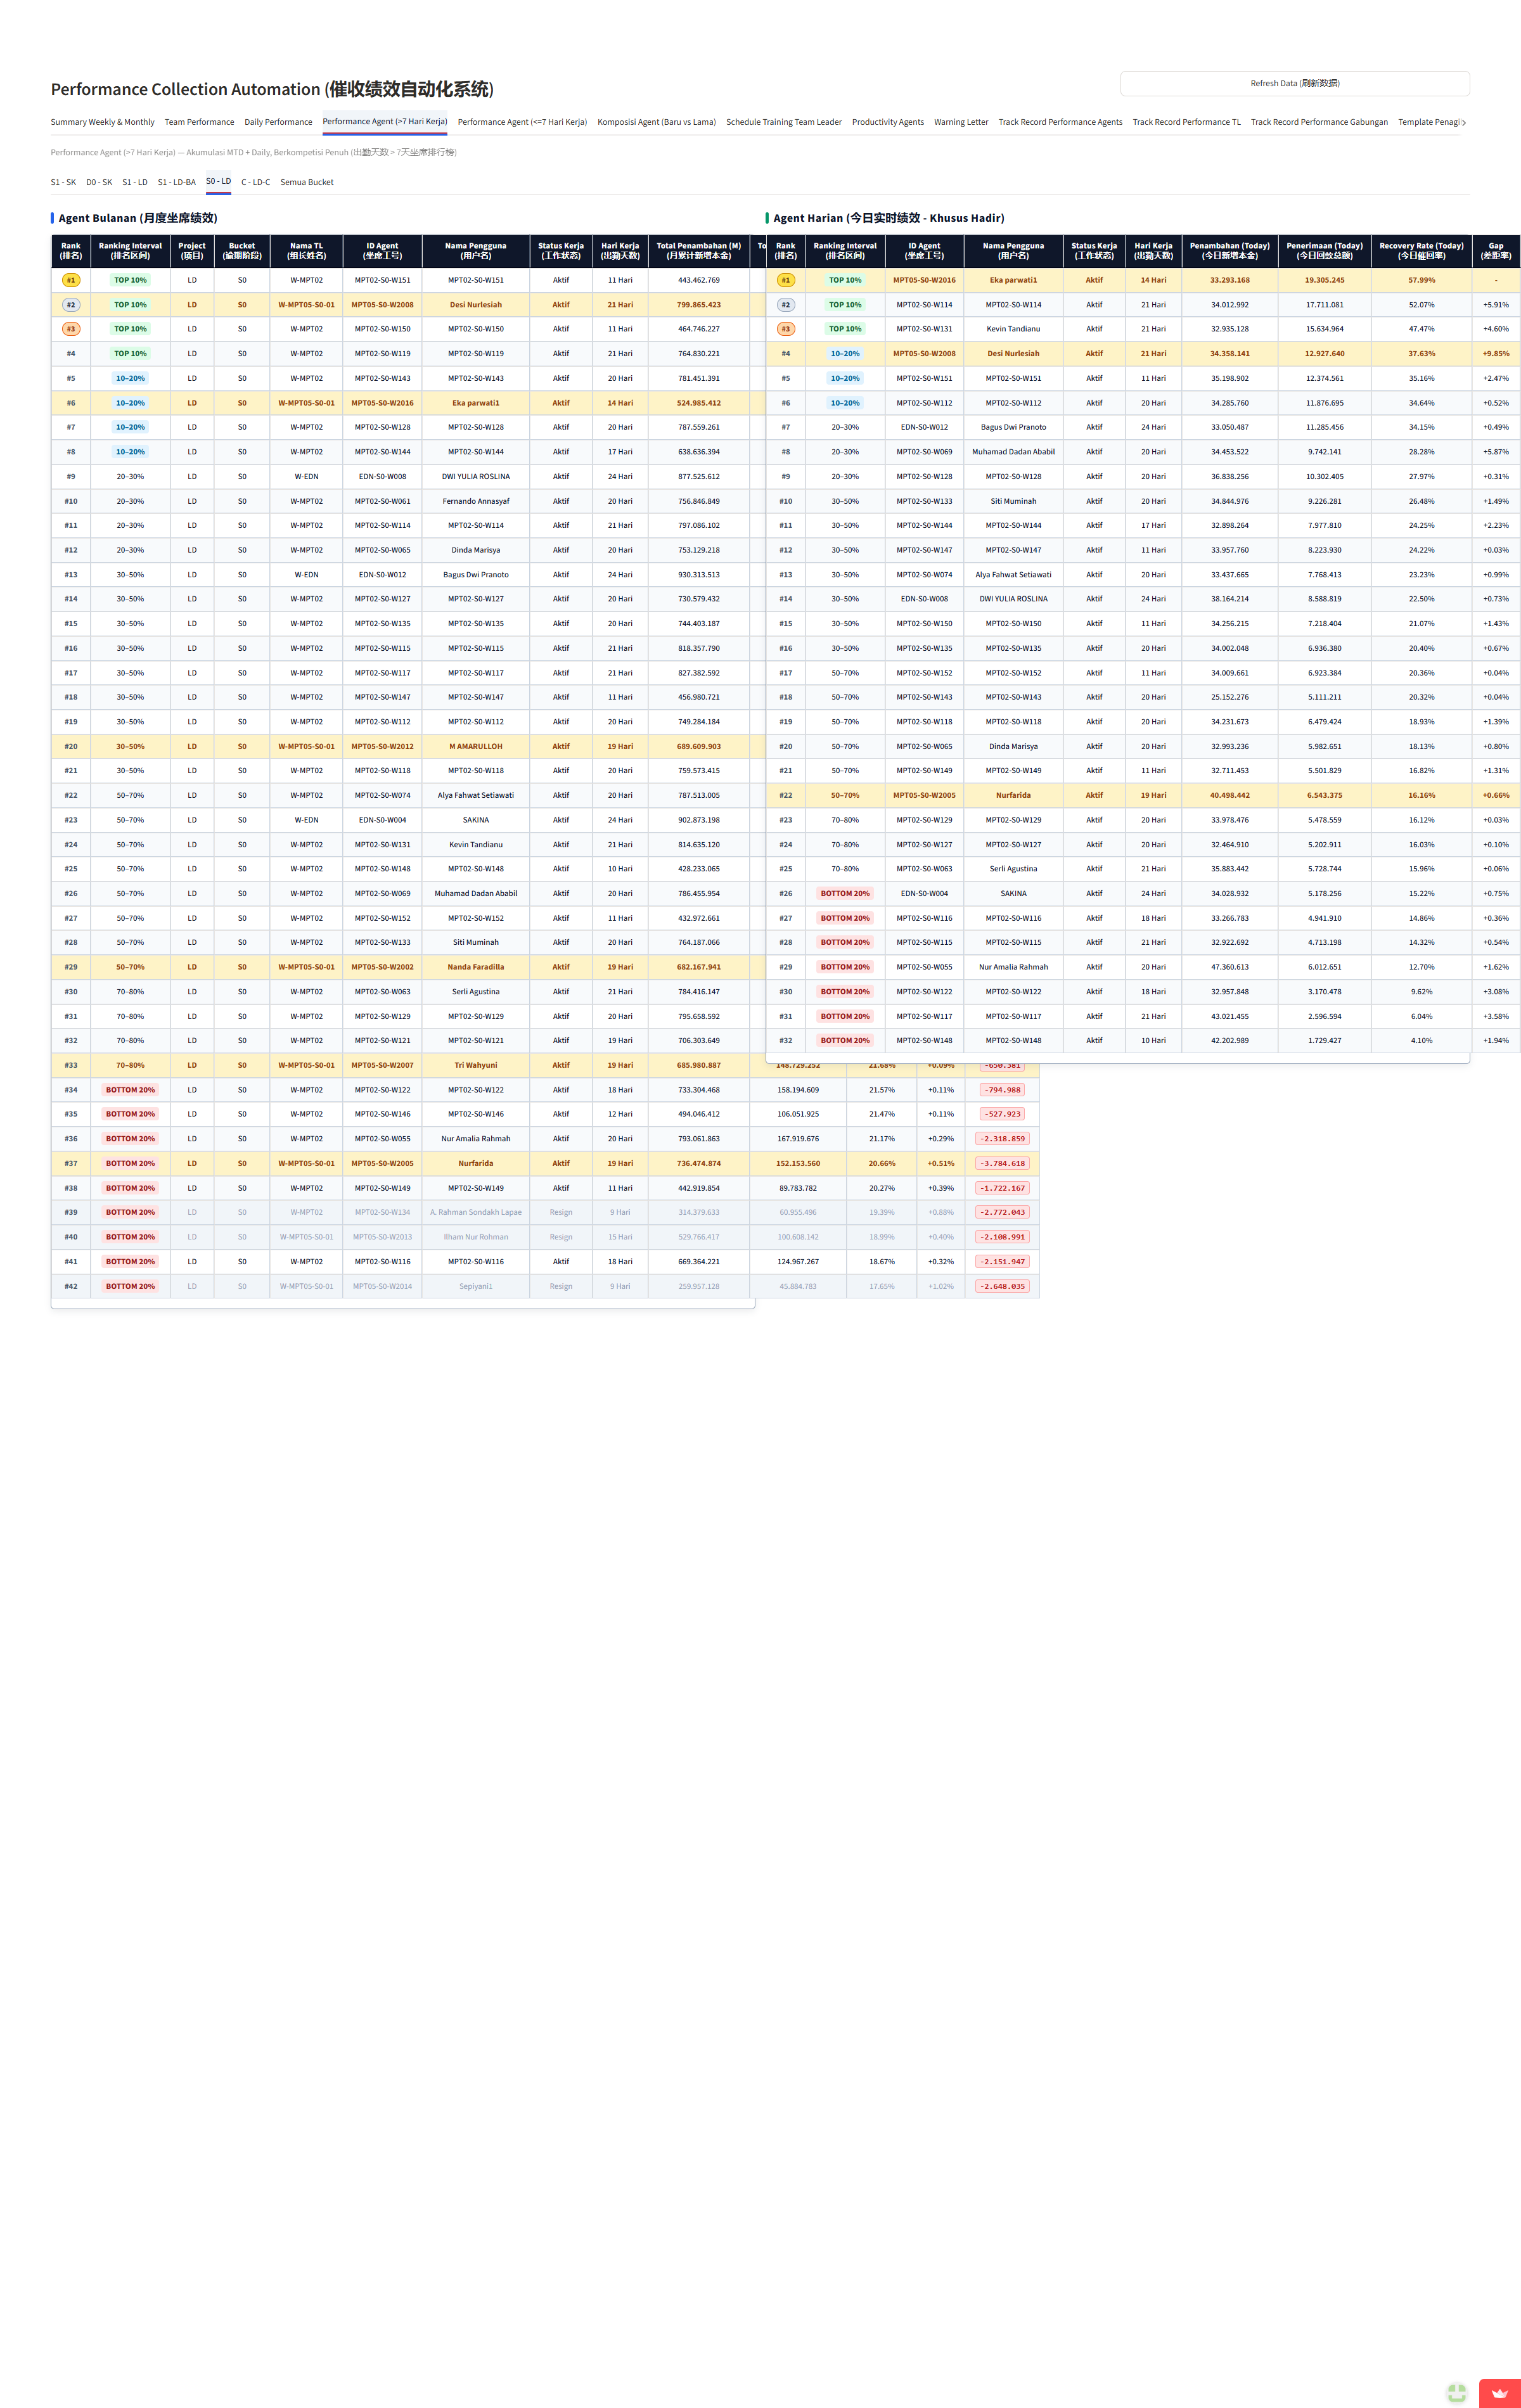 Performance Collection Automation (催收绩效自动化系统)
Refresh Data (刷新数据)
Summary Weekly & Monthly Team Performance Daily Performance Performance Agent (>7 Hari Kerja) Performance Agent (<=7 Hari Kerja) Komposisi Agent (Baru vs Lama) Schedule Training Team Leader Productivity Agents Warning Letter Track Record Performance Agents Track Record Performance TL Track Record Performance Gabungan Template Penagi
Performance Agent (>7 Hari Kerja) — Akumulasi MTD + Daily, Berkompetisi Penuh (出勤天数 > 7天坐席排行榜)
S1 - SK D0 - SK S1 - LD S1 - LD-BA S0 - LD C - LD-C Semua Bucket
Agent Bulanan (月度坐席绩效)
Rank Ranking Interval Project Bucket Nama TL ID Agent Nama Pengguna Status Kerja Hari Kerja Total Penambahan (M) To
(排名) (排名区间) (项目) (逾期阶段) (组长姓名) (坐席工号) (用户名) (工作状态) (出勤天数) (月累计新增本金)
#1 TOP 10% LD S0 W-MPT02 MPT02-S0-W151 MPT02-S0-W151 Aktif 11 Hari 443.462.769
#2 TOP 10% LD S0 W-MPT05-S0-01 MPT05-S0-W2008 Desi Nurlesiah Aktif 21 Hari 799.865.423
#3 TOP 10% LD S0 W-MPT02 MPT02-S0-W150 MPT02-S0-W150 Aktif 11 Hari 464.746.227
#4 TOP 10% LD S0 W-MPT02 MPT02-S0-W119 MPT02-S0-W119 Aktif 21 Hari 764.830.221
#5 10–20% LD S0 W-MPT02 MPT02-S0-W143 MPT02-S0-W143 Aktif 20 Hari 781.451.391
#6 10–20% LD S0 W-MPT05-S0-01 MPT05-S0-W2016 Eka parwati1 Aktif 14 Hari 524.985.412
#7 10–20% LD S0 W-MPT02 MPT02-S0-W128 MPT02-S0-W128 Aktif 20 Hari 787.559.261
#8 10–20% LD S0 W-MPT02 MPT02-S0-W144 MPT02-S0-W144 Aktif 17 Hari 638.636.394
#9 20–30% LD S0 W-EDN EDN-S0-W008 DWI YULIA ROSLINA Aktif 24 Hari 877.525.612
#10 20–30% LD S0 W-MPT02 MPT02-S0-W061 Fernando Annasyaf Aktif 20 Hari 756.846.849
#11 20–30% LD S0 W-MPT02 MPT02-S0-W114 MPT02-S0-W114 Aktif 21 Hari 797.086.102
#12 20–30% LD S0 W-MPT02 MPT02-S0-W065 Dinda Marisya Aktif 20 Hari 753.129.218
#13 30–50% LD S0 W-EDN EDN-S0-W012 Bagus Dwi Pranoto Aktif 24 Hari 930.313.513
#14 30–50% LD S0 W-MPT02 MPT02-S0-W127 MPT02-S0-W127 Aktif 20 Hari 730.579.432
#15 30–50% LD S0 W-MPT02 MPT02-S0-W135 MPT02-S0-W135 Aktif 20 Hari 744.403.187
#16 30–50% LD S0 W-MPT02 MPT02-S0-W115 MPT02-S0-W115 Aktif 21 Hari 818.357.790
#17 30–50% LD S0 W-MPT02 MPT02-S0-W117 MPT02-S0-W117 Aktif 21 Hari 827.382.592
#18 30–50% LD S0 W-MPT02 MPT02-S0-W147 MPT02-S0-W147 Aktif 11 Hari 456.980.721
#19 30–50% LD S0 W-MPT02 MPT02-S0-W112 MPT02-S0-W112 Aktif 20 Hari 749.284.184
#20 30–50% LD S0 W-MPT05-S0-01 MPT05-S0-W2012 M AMARULLOH Aktif 19 Hari 689.609.903
#21 30–50% LD S0 W-MPT02 MPT02-S0-W118 MPT02-S0-W118 Aktif 20 Hari 759.573.415
#22 50–70% LD S0 W-MPT02 MPT02-S0-W074 Alya Fahwat Setiawati Aktif 20 Hari 787.513.005
#23 50–70% LD S0 W-EDN EDN-S0-W004 SAKINA Aktif 24 Hari 902.873.198
#24 50–70% LD S0 W-MPT02 MPT02-S0-W131 Kevin Tandianu Aktif 21 Hari 814.635.120
#25 50–70% LD S0 W-MPT02 MPT02-S0-W148 MPT02-S0-W148 Aktif 10 Hari 428.233.065
#26 50–70% LD S0 W-MPT02 MPT02-S0-W069 Muhamad Dadan Ababil Aktif 20 Hari 786.455.954
#27 50–70% LD S0 W-MPT02 MPT02-S0-W152 MPT02-S0-W152 Aktif 11 Hari 432.972.661
#28 50–70% LD S0 W-MPT02 MPT02-S0-W133 Siti Muminah Aktif 20 Hari 764.187.066
#29 50–70% LD S0 W-MPT05-S0-01 MPT05-S0-W2002 Nanda Faradilla Aktif 19 Hari 682.167.941
#30 70–80% LD S0 W-MPT02 MPT02-S0-W063 Serli Agustina Aktif 21 Hari 784.416.147
#31 70–80% LD S0 W-MPT02 MPT02-S0-W129 MPT02-S0-W129 Aktif 20 Hari 795.658.592
#32 70–80% LD S0 W-MPT02 MPT02-S0-W121 MPT02-S0-W121 Aktif 19 Hari 706.303.649
#33 70–80% LD S0 W-MPT05-S0-01 MPT05-S0-W2007 Tri Wahyuni Aktif 19 Hari 685.980.887 148.729.252 21.68% +0.09% -650.381
#34 BOTTOM 20% LD S0 W-MPT02 MPT02-S0-W122 MPT02-S0-W122 Aktif 18 Hari 733.304.468 158.194.609 21.57% +0.11% -794.988
#35 BOTTOM 20% LD S0 W-MPT02 MPT02-S0-W146 MPT02-S0-W146 Aktif 12 Hari 494.046.412 106.051.925 21.47% +0.11% -527.923
#36 BOTTOM 20% LD S0 W-MPT02 MPT02-S0-W055 Nur Amalia Rahmah Aktif 20 Hari 793.061.863 167.919.676 21.17% +0.29% -2.318.859
#37 BOTTOM 20% LD S0 W-MPT05-S0-01 MPT05-S0-W2005 Nurfarida Aktif 19 Hari 736.474.874 152.153.560 20.66% +0.51% -3.784.618
#38 BOTTOM 20% LD S0 W-MPT02 MPT02-S0-W149 MPT02-S0-W149 Aktif 11 Hari 442.919.854 89.783.782 20.27% +0.39% -1.722.167
#39 BOTTOM 20% LD S0 W-MPT02 MPT02-S0-W134 A. Rahman Sondakh Lapae Resign 9 Hari 314.379.633 60.955.496 19.39% +0.88% -2.772.043
#40 BOTTOM 20% LD S0 W-MPT05-S0-01 MPT05-S0-W2013 Ilham Nur Rohman Resign 15 Hari 529.766.417 100.608.142 18.99% +0.40% -2.108.991
#41 BOTTOM 20% LD S0 W-MPT02 MPT02-S0-W116 MPT02-S0-W116 Aktif 18 Hari 669.364.221 124.967.267 18.67% +0.32% -2.151.947
#42 BOTTOM 20% LD S0 W-MPT05-S0-01 MPT05-S0-W2014 Sepiyani1 Resign 9 Hari 259.957.128 45.884.783 17.65% +1.02% -2.648.035
Agent Harian (今日实时绩效 - Khusus Hadir)
Rank Ranking Interval ID Agent Nama Pengguna Status Kerja Hari Kerja Penambahan (Today) Penerimaan (Today) Recovery Rate (Today) Gap
(排名) (排名区间) (坐席工号) (用户名) (工作状态) (出勤天数) (今日新增本金) (今日回款总额) (今日催回率) (差距率)
#1 TOP 10% MPT05-S0-W2016 Eka parwati1 Aktif 14 Hari 33.293.168 19.305.245 57.99% -
#2 TOP 10% MPT02-S0-W114 MPT02-S0-W114 Aktif 21 Hari 34.012.992 17.711.081 52.07% +5.91%
#3 TOP 10% MPT02-S0-W131 Kevin Tandianu Aktif 21 Hari 32.935.128 15.634.964 47.47% +4.60%
#4 10–20% MPT05-S0-W2008 Desi Nurlesiah Aktif 21 Hari 34.358.141 12.927.640 37.63% +9.85%
#5 10–20% MPT02-S0-W151 MPT02-S0-W151 Aktif 11 Hari 35.198.902 12.374.561 35.16% +2.47%
#6 10–20% MPT02-S0-W112 MPT02-S0-W112 Aktif 20 Hari 34.285.760 11.876.695 34.64% +0.52%
#7 20–30% EDN-S0-W012 Bagus Dwi Pranoto Aktif 24 Hari 33.050.487 11.285.456 34.15% +0.49%
#8 20–30% MPT02-S0-W069 Muhamad Dadan Ababil Aktif 20 Hari 34.453.522 9.742.141 28.28% +5.87%
#9 20–30% MPT02-S0-W128 MPT02-S0-W128 Aktif 20 Hari 36.838.256 10.302.405 27.97% +0.31%
#10 30–50% MPT02-S0-W133 Siti Muminah Aktif 20 Hari 34.844.976 9.226.281 26.48% +1.49%
#11 30–50% MPT02-S0-W144 MPT02-S0-W144 Aktif 17 Hari 32.898.264 7.977.810 24.25% +2.23%
#12 30–50% MPT02-S0-W147 MPT02-S0-W147 Aktif 11 Hari 33.957.760 8.223.930 24.22% +0.03%
#13 30–50% MPT02-S0-W074 Alya Fahwat Setiawati Aktif 20 Hari 33.437.665 7.768.413 23.23% +0.99%
#14 30–50% EDN-S0-W008 DWI YULIA ROSLINA Aktif 24 Hari 38.164.214 8.588.819 22.50% +0.73%
#15 30–50% MPT02-S0-W150 MPT02-S0-W150 Aktif 11 Hari 34.256.215 7.218.404 21.07% +1.43%
#16 30–50% MPT02-S0-W135 MPT02-S0-W135 Aktif 20 Hari 34.002.048 6.936.380 20.40% +0.67%
#17 50–70% MPT02-S0-W152 MPT02-S0-W152 Aktif 11 Hari 34.009.661 6.923.384 20.36% +0.04%
#18 50–70% MPT02-S0-W143 MPT02-S0-W143 Aktif 20 Hari 25.152.276 5.111.211 20.32% +0.04%
#19 50–70% MPT02-S0-W118 MPT02-S0-W118 Aktif 20 Hari 34.231.673 6.479.424 18.93% +1.39%
#20 50–70% MPT02-S0-W065 Dinda Marisya Aktif 20 Hari 32.993.236 5.982.651 18.13% +0.80%
#21 50–70% MPT02-S0-W149 MPT02-S0-W149 Aktif 11 Hari 32.711.453 5.501.829 16.82% +1.31%
#22 50–70% MPT05-S0-W2005 Nurfarida Aktif 19 Hari 40.498.442 6.543.375 16.16% +0.66%
#23 70–80% MPT02-S0-W129 MPT02-S0-W129 Aktif 20 Hari 33.978.476 5.478.559 16.12% +0.03%
#24 70–80% MPT02-S0-W127 MPT02-S0-W127 Aktif 20 Hari 32.464.910 5.202.911 16.03% +0.10%
#25 70–80% MPT02-S0-W063 Serli Agustina Aktif 21 Hari 35.883.442 5.728.744 15.96% +0.06%
#26 BOTTOM 20% EDN-S0-W004 SAKINA Aktif 24 Hari 34.028.932 5.178.256 15.22% +0.75%
#27 BOTTOM 20% MPT02-S0-W116 MPT02-S0-W116 Aktif 18 Hari 33.266.783 4.941.910 14.86% +0.36%
#28 BOTTOM 20% MPT02-S0-W115 MPT02-S0-W115 Aktif 21 Hari 32.922.692 4.713.198 14.32% +0.54%
#29 BOTTOM 20% MPT02-S0-W055 Nur Amalia Rahmah Aktif 20 Hari 47.360.613 6.012.651 12.70% +1.62%
#30 BOTTOM 20% MPT02-S0-W122 MPT02-S0-W122 Aktif 18 Hari 32.957.848 3.170.478 9.62% +3.08%
#31 BOTTOM 20% MPT02-S0-W117 MPT02-S0-W117 Aktif 21 Hari 43.021.455 2.596.594 6.04% +3.58%
#32 BOTTOM 20% MPT02-S0-W148 MPT02-S0-W148 Aktif 10 Hari 42.202.989 1.729.427 4.10% +1.94%